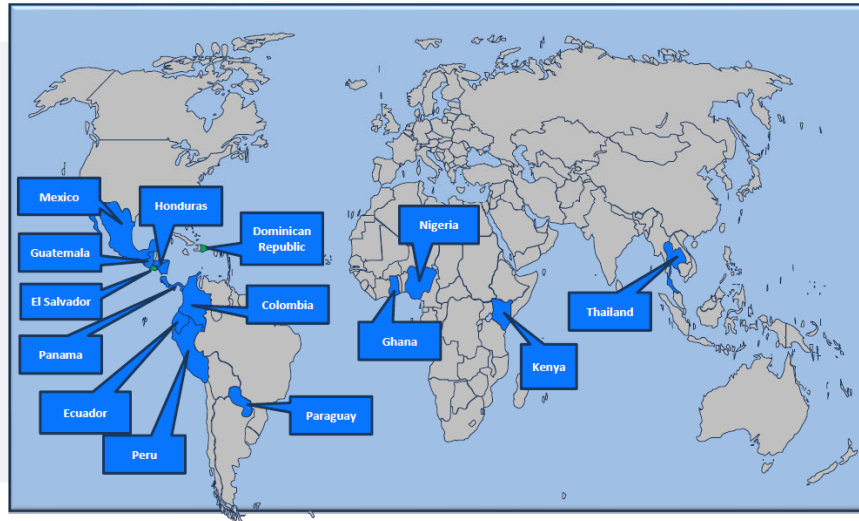 Mexico
Honduras
Dominican
Republic
Guatemala
El Salvador
Panama
Colombia
Ecuador
Peru
Paraguay
Nigeria
Ghana
Kenya
Thailand